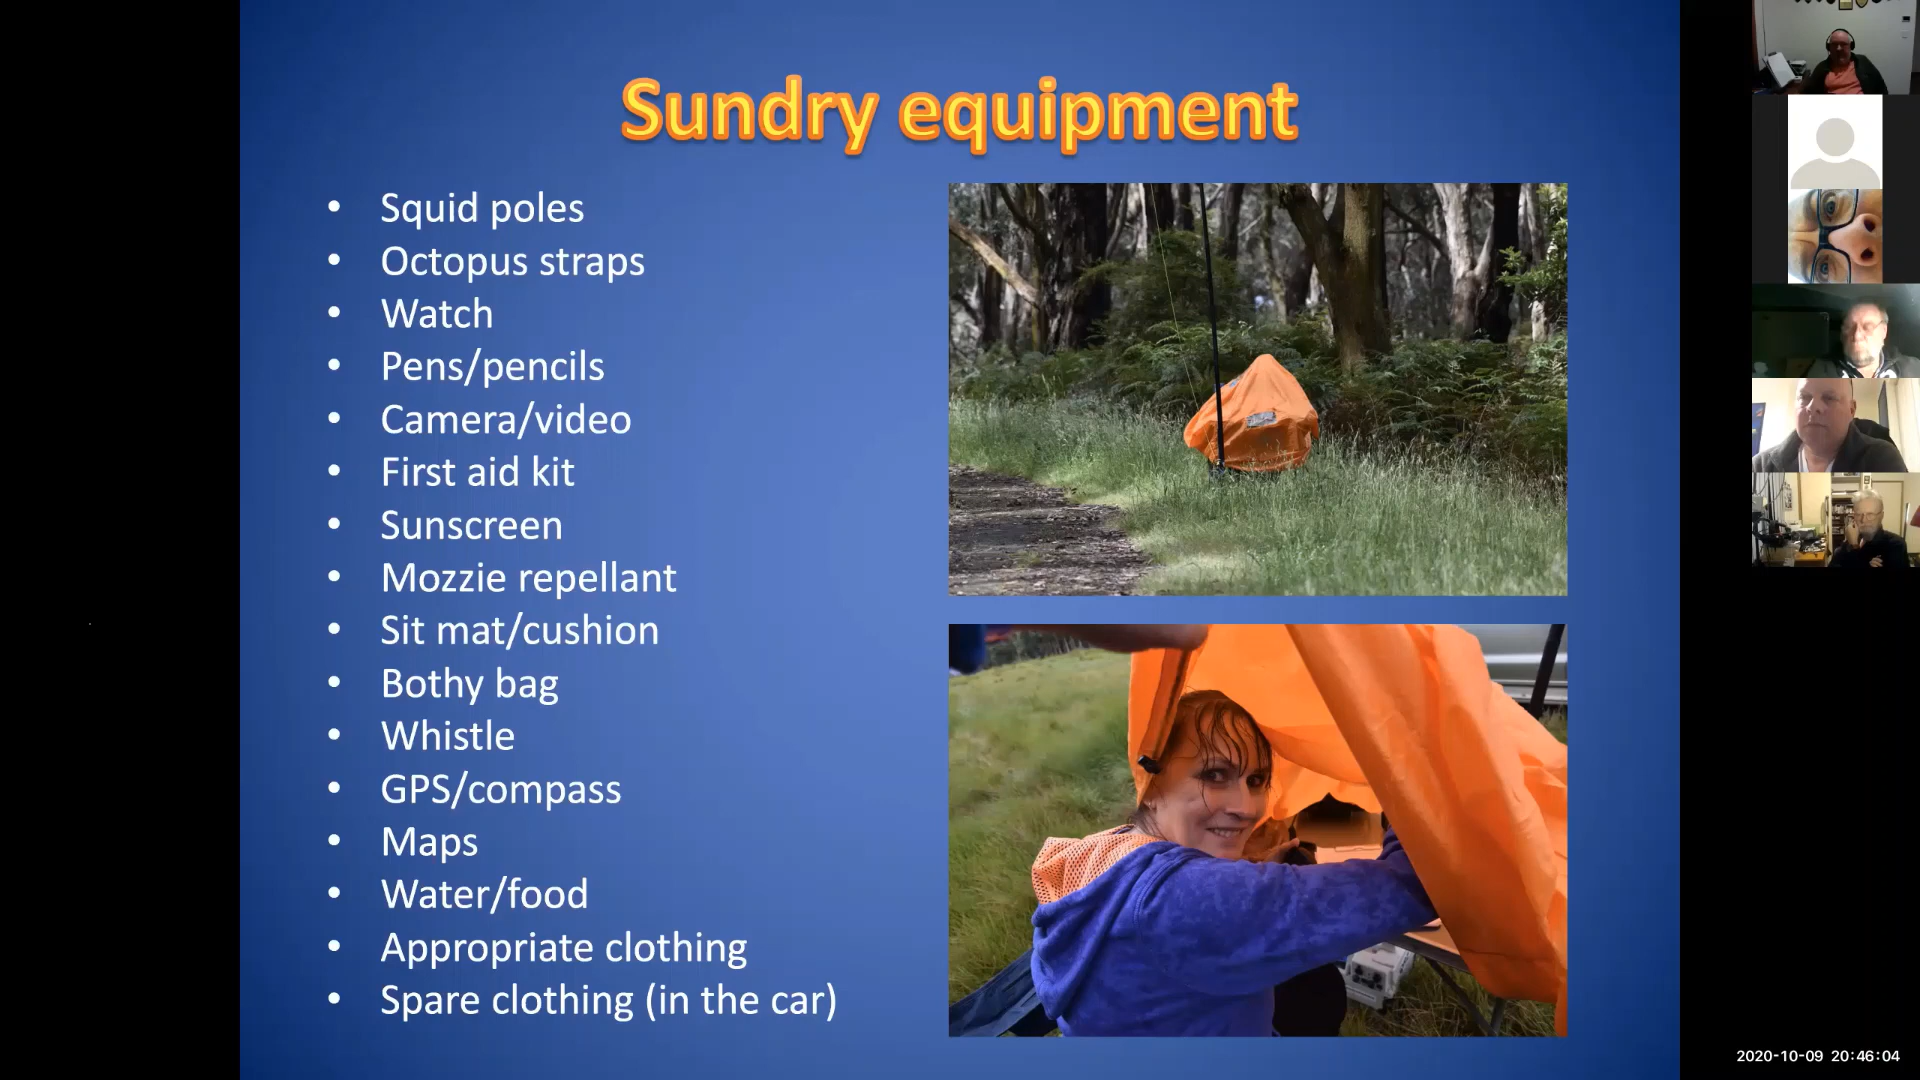 Sundry equipment
• Squid poles
• Octopus straps
• Watch
• Pens/pencils
• Camera/video
• First aid kit
• Sunscreen
• Mozzie repellant
• Sit mat/cushion
• Bothy bag
• Whistle
• GPS/compass
• Maps
• Water/food
• Appropriate clothing
• Spare clothing (in the car)
2020-10-09 20:46:04